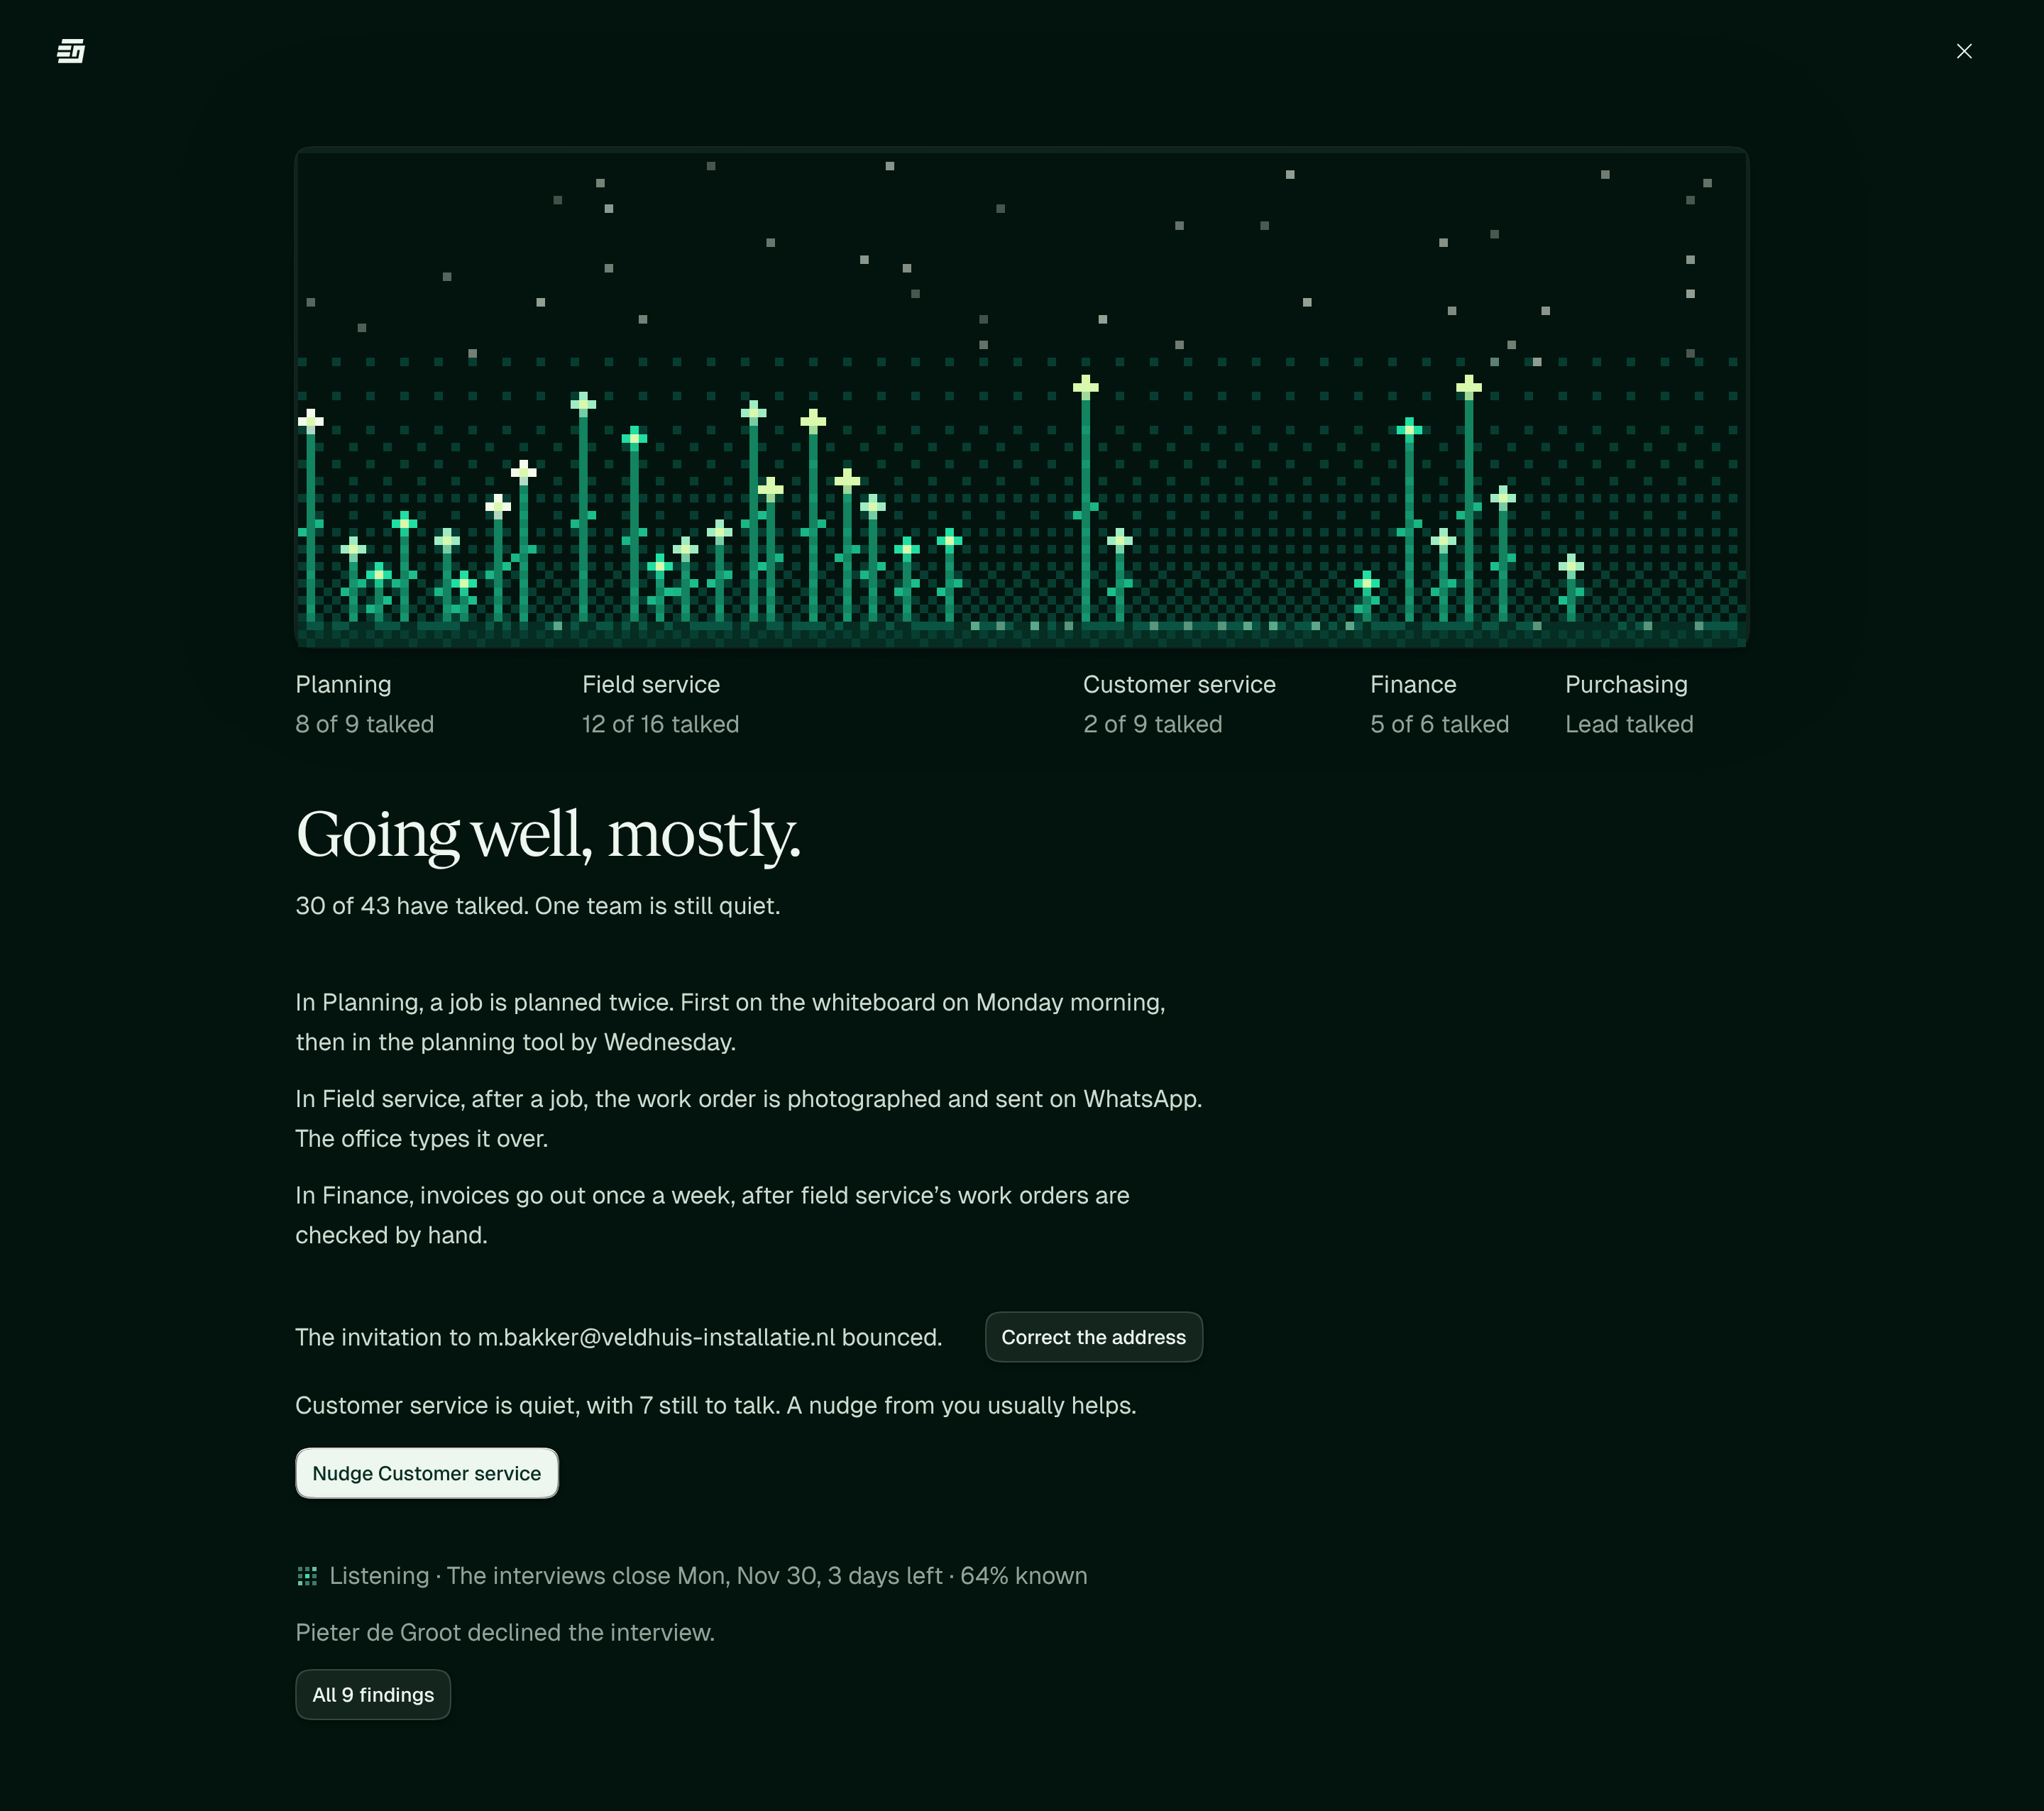 Planning
8 of 9 talked
Field service
12 of 16 talked
Customer service
2 of 9 talked
Finance
5 of 6 talked
Purchasing
Lead talked
Going well, mostly.
30 of 43 have talked. One team is still quiet.
In Planning, a job is planned twice. First on the whiteboard on Monday morning,
then in the planning tool by Wednesday.
In Field service, after a job, the work order is photographed and sent on WhatsApp.
The office types it over.
In Finance, invoices go out once a week, after field service’s work orders are
checked by hand.
The invitation to m.bakker@veldhuis-installatie.nl bounced.
Correct the address
Customer service is quiet, with 7 still to talk. A nudge from you usually helps.
Nudge Customer service
Listening · The interviews close Mon, Nov 30, 3 days left · 64% known
Pieter de Groot declined the interview.
All 9 findings